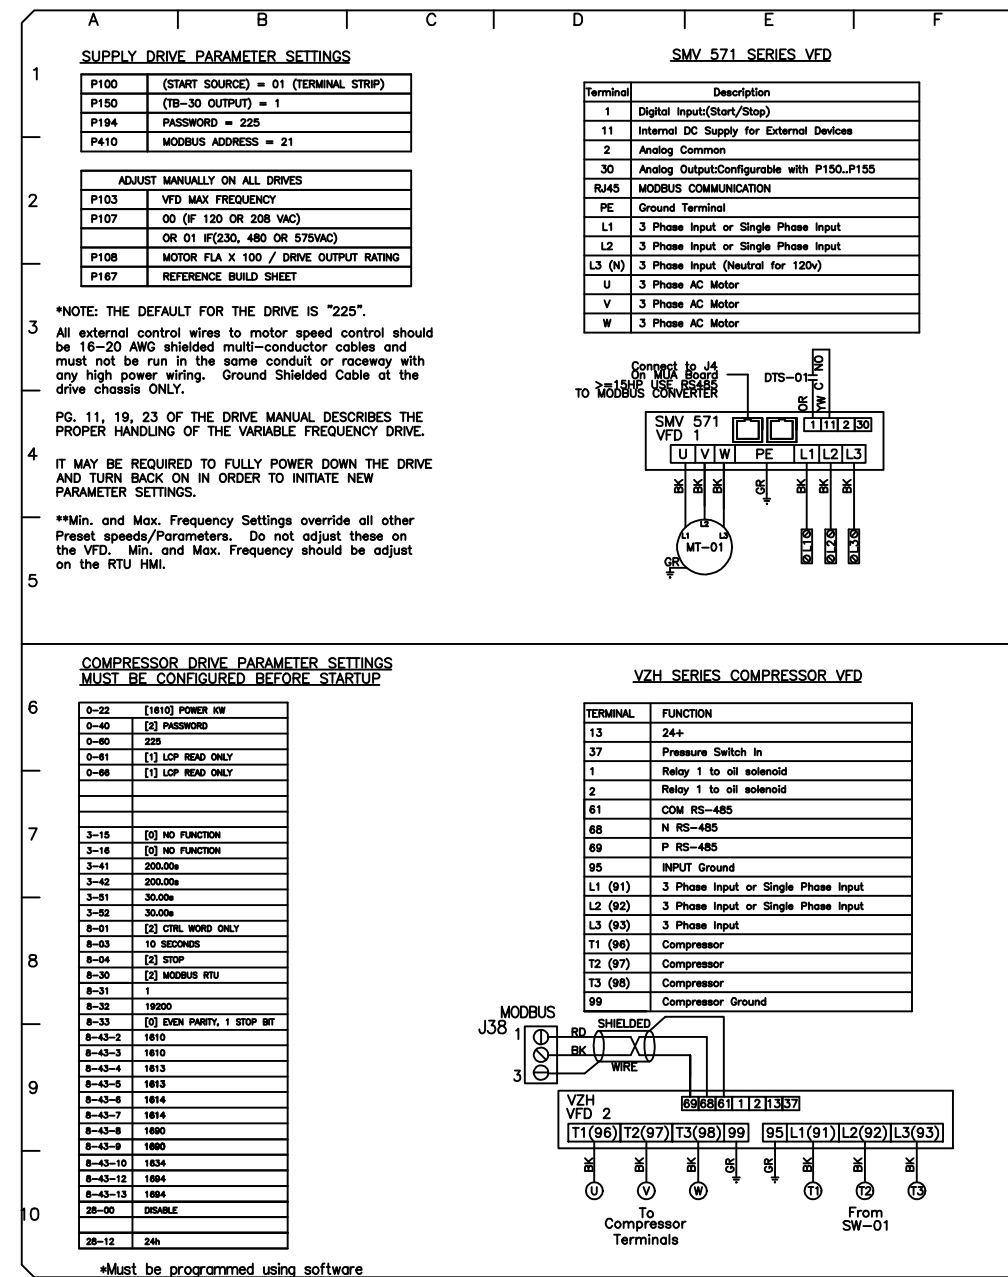 A B C D E F
1
2
3
4
5
6
7
8
9
10
SUPPLY DRIVE PARAMETER SETTINGS
P100 (START SOURCE) = 01 (TERMINAL STRIP)
P150 (TB-30 OUTPUT) = 1
P194 PASSWORD = 225
P410 MODBUS ADDRESS = 21
ADJUST MANUALLY ON ALL DRIVES
P103 VFD MAX FREQUENCY
P107 00 (IF 120 OR 208 VAC)
OR 01 IF(230, 480 OR 575VAC)
P108 MOTOR FLA X 100 / DRIVE OUTPUT RATING
P167 REFERENCE BUILD SHEET
*NOTE: THE DEFAULT FOR THE DRIVE IS "225".
All external control wires to motor speed control should
be 16-20 AWG shielded multi-conductor cables and
must not be run in the same conduit or raceway with
any high power wiring. Ground Shielded Cable at the
drive chassis ONLY.
PG. 11, 19, 23 OF THE DRIVE MANUAL DESCRIBES THE
PROPER HANDLING OF THE VARIABLE FREQUENCY DRIVE.
IT MAY BE REQUIRED TO FULLY POWER DOWN THE DRIVE
AND TURN BACK ON IN ORDER TO INITIATE NEW
PARAMETER SETTINGS.
**Min. and Max. Frequency Settings override all other
Preset speeds/Parameters. Do not adjust these on
the VFD. Min. and Max. Frequency should be adjust
on the RTU HMI.
SMV 571 SERIES VFD
Terminal Description
1 Digital Input:(Start/Stop)
11 Internal DC Supply for External Devices
2 Analog Common
30 Analog Output:Configurable with P150..P155
RJ45 MODBUS COMMUNICATION
PE Ground Terminal
L1 3 Phase Input or Single Phase Input
L2 3 Phase Input or Single Phase Input
L3 (N) 3 Phase Input (Neutral for 120v)
U 3 Phase AC Motor
V 3 Phase AC Motor
W 3 Phase AC Motor
Connect to J4
On MUA Board
>=15HP USE RS485
TO MODBUS CONVERTER
DTS-01
C NO
OR YW
SMV 571
VFD 1
1 11 2 30
U V W PE L1 L2 L3
BK BK BK GR BK BK BK
L1 L2 L3
MT-01
GR
L1 L2 L3
COMPRESSOR DRIVE PARAMETER SETTINGS
MUST BE CONFIGURED BEFORE STARTUP
0-22 [1610] POWER KW
0-40 [2] PASSWORD
0-60 225
0-61 [1] LCP READ ONLY
0-66 [1] LCP READ ONLY
3-15 [0] NO FUNCTION
3-16 [0] NO FUNCTION
3-41 200.00s
3-42 200.00s
3-51 30.00s
3-52 30.00s
8-01 [2] CTRL WORD ONLY
8-03 10 SECONDS
8-04 [2] STOP
8-30 [2] MODBUS RTU
8-31 1
8-32 19200
8-33 [0] EVEN PARITY, 1 STOP BIT
8-43-2 1610
8-43-3 1610
8-43-4 1613
8-43-5 1613
8-43-6 1614
8-43-7 1614
8-43-8 1690
8-43-9 1690
8-43-10 1634
8-43-12 1694
8-43-13 1694
28-00 DISABLE
28-12 24h
*Must be programmed using software
VZH SERIES COMPRESSOR VFD
TERMINAL FUNCTION
13 24+
37 Pressure Switch In
1 Relay 1 to oil solenoid
2 Relay 1 to oil solenoid
61 COM RS-485
68 N RS-485
69 P RS-485
95 INPUT Ground
L1 (91) 3 Phase Input or Single Phase Input
L2 (92) 3 Phase Input or Single Phase Input
L3 (93) 3 Phase Input
T1 (96) Compressor
T2 (97) Compressor
T3 (98) Compressor
99 Compressor Ground
MODBUS
J38 1
3
RD SHIELDED
BK
WIRE
VZH
VFD 2
69 68 61 1 2 13 37
T1(96) T2(97) T3(98) 99 95 L1(91) L2(92) L3(93)
BK BK BK GR GR BK BK BK
U V W T1 T2 T3
To
Compressor
Terminals
From
SW-01